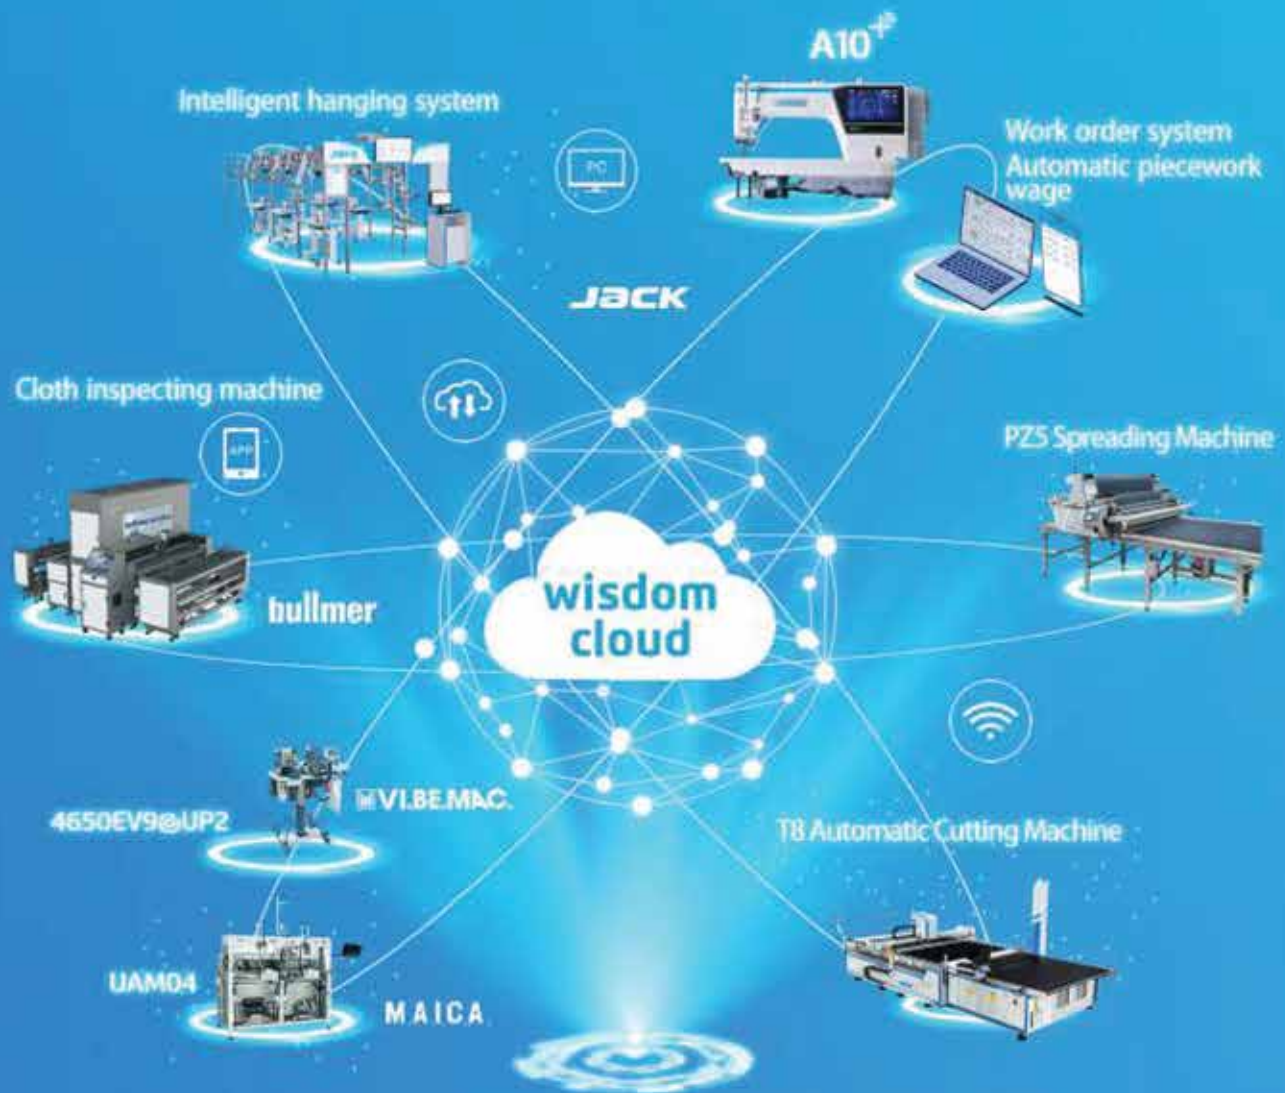 A10+
Intelligent hanging system
PC
Work order system
Automatic piecework
wage
JACK
Cloth inspecting machine
APP
PZ5 Spreading Machine
wisdom
cloud
bullmer
VI.BE.MAC.
4650EV9@UP2
T8 Automatic Cutting Machine
UAM04
MAICA